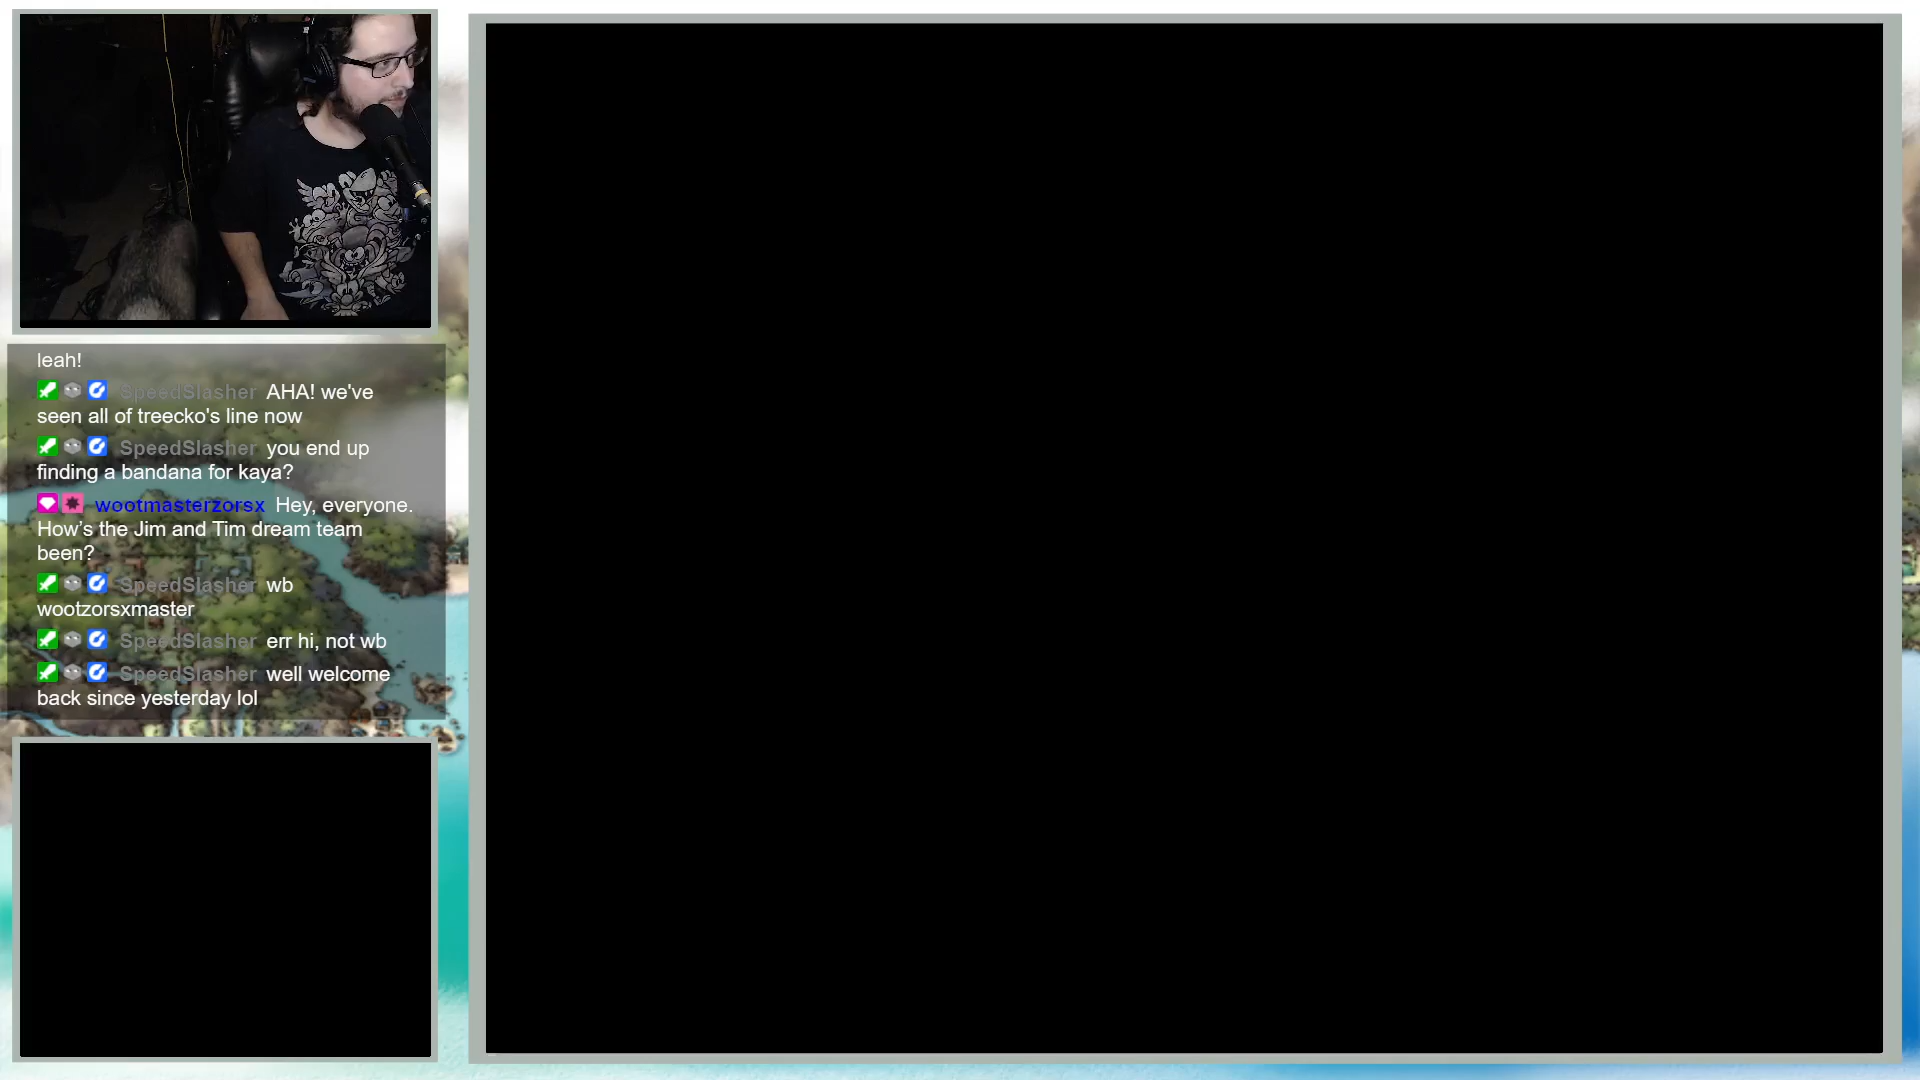 leah!
SpeedSlasher AHA! we've
seen all of treecko's line now
SpeedSlasher you end up
finding a bandana for kaya?
wootmasterzorsx Hey, everyone.
How’s the Jim and Tim dream team
been?
SpeedSlasher wb
wootzorsxmaster
SpeedSlasher err hi, not wb
SpeedSlasher well welcome
back since yesterday lol